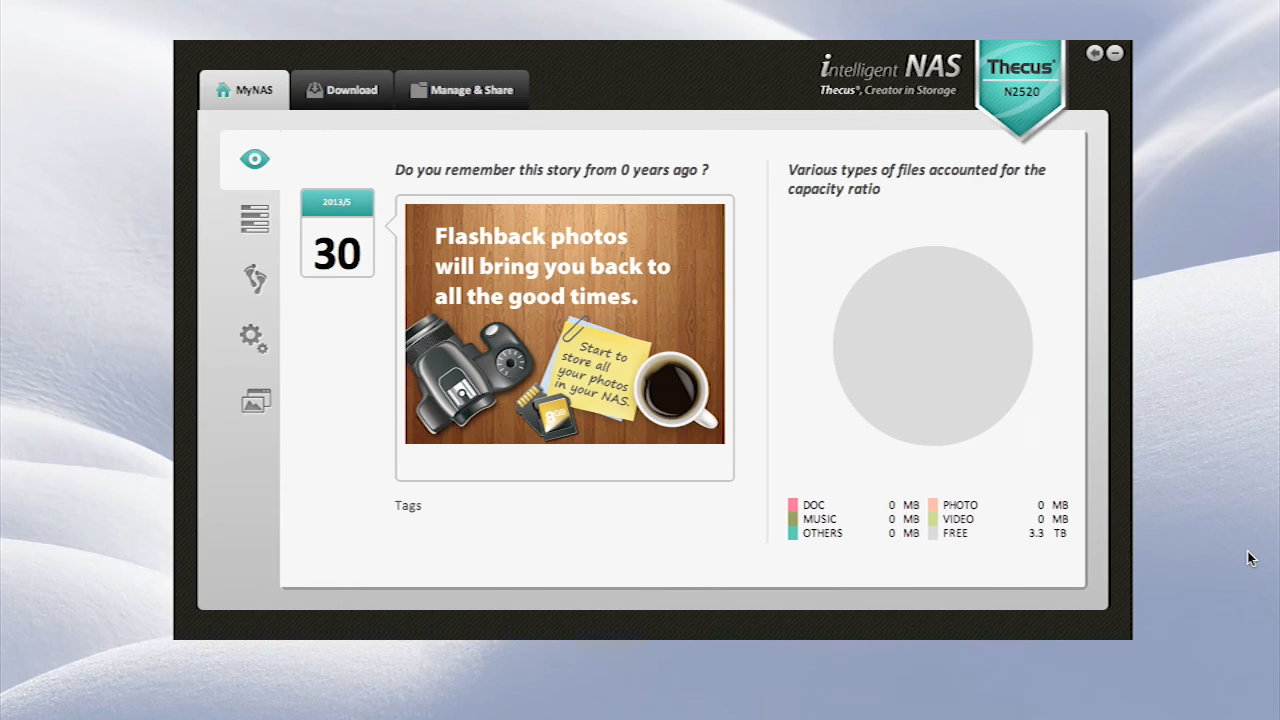 intelligent NAS
Thecus®, Creator in Storage
Thecus®
N2520
MyNAS
Download
Manage & Share
Do you remember this story from 0 years ago ?
2013/5
30
Flashback photos
will bring you back to
all the good times.
Start to
store all
your photos
in your NAS.
8GB
Tags
Various types of files accounted for the
capacity ratio
DOC 0 MB PHOTO 0 MB
MUSIC 0 MB VIDEO 0 MB
OTHERS 0 MB FREE 3.3 TB